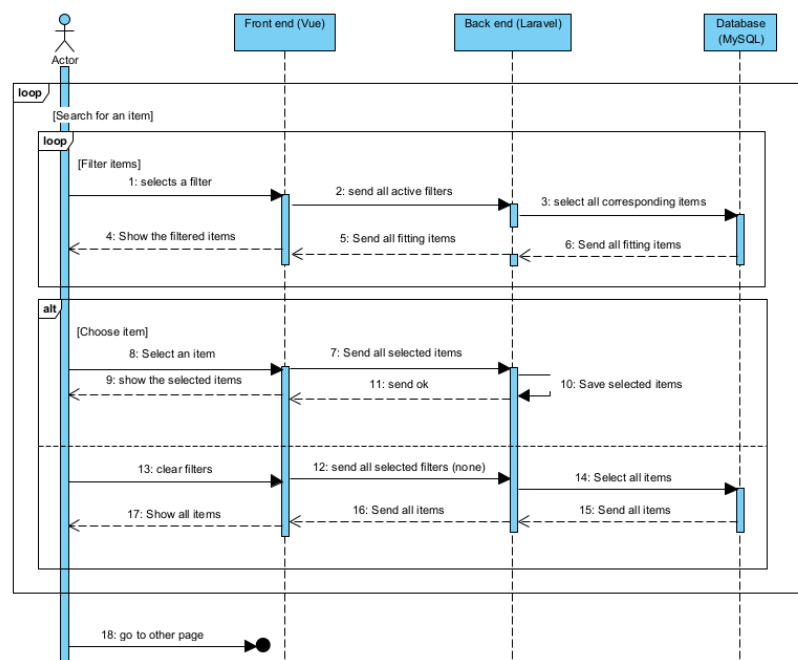 Front end (Vue)
Back end (Laravel)
Database
(MySQL)
Actor
loop
[Search for an item]
loop
[Filter items]
1: selects a filter
2: send all active filters
3: select all corresponding items
4: Show the filtered items
5: Send all fitting items
6: Send all fitting items
alt
[Choose item]
8: Select an item
7: Send all selected items
9: show the selected items
11: send ok
10: Save selected items
13: clear filters
12: send all selected filters (none)
14: Select all items
17: Show all items
16: Send all items
15: Send all items
18: go to other page